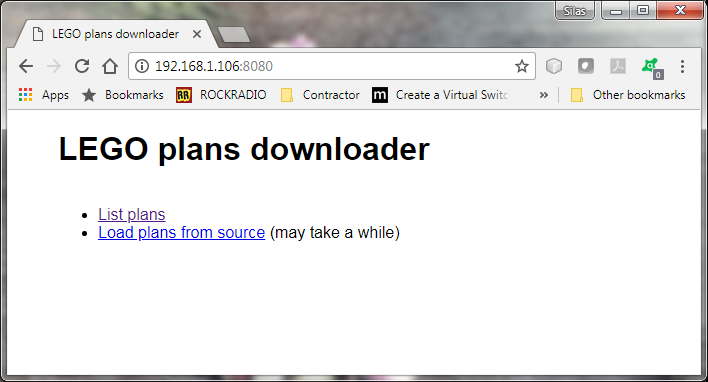 Silas
LEGO plans downloader
192.168.1.106:8080
0
Apps Bookmarks RR ROCKRADIO Contractor m Create a Virtual Switc » Other bookmarks
LEGO plans downloader
• List plans
• Load plans from source (may take a while)